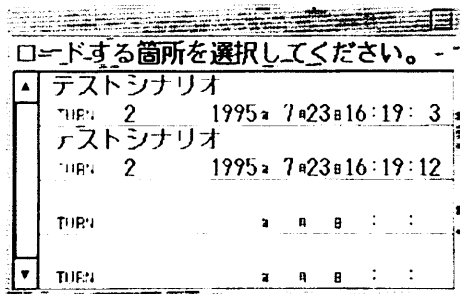 ロードする箇所を選択してください。
テストシナリオ
TURN 2 1995年 7月23日16:19: 3
テストシナリオ
TURN 2 1995年 7月23日16:19:12
TURN 年 月 日 : :
TURN 年 月 日 : :